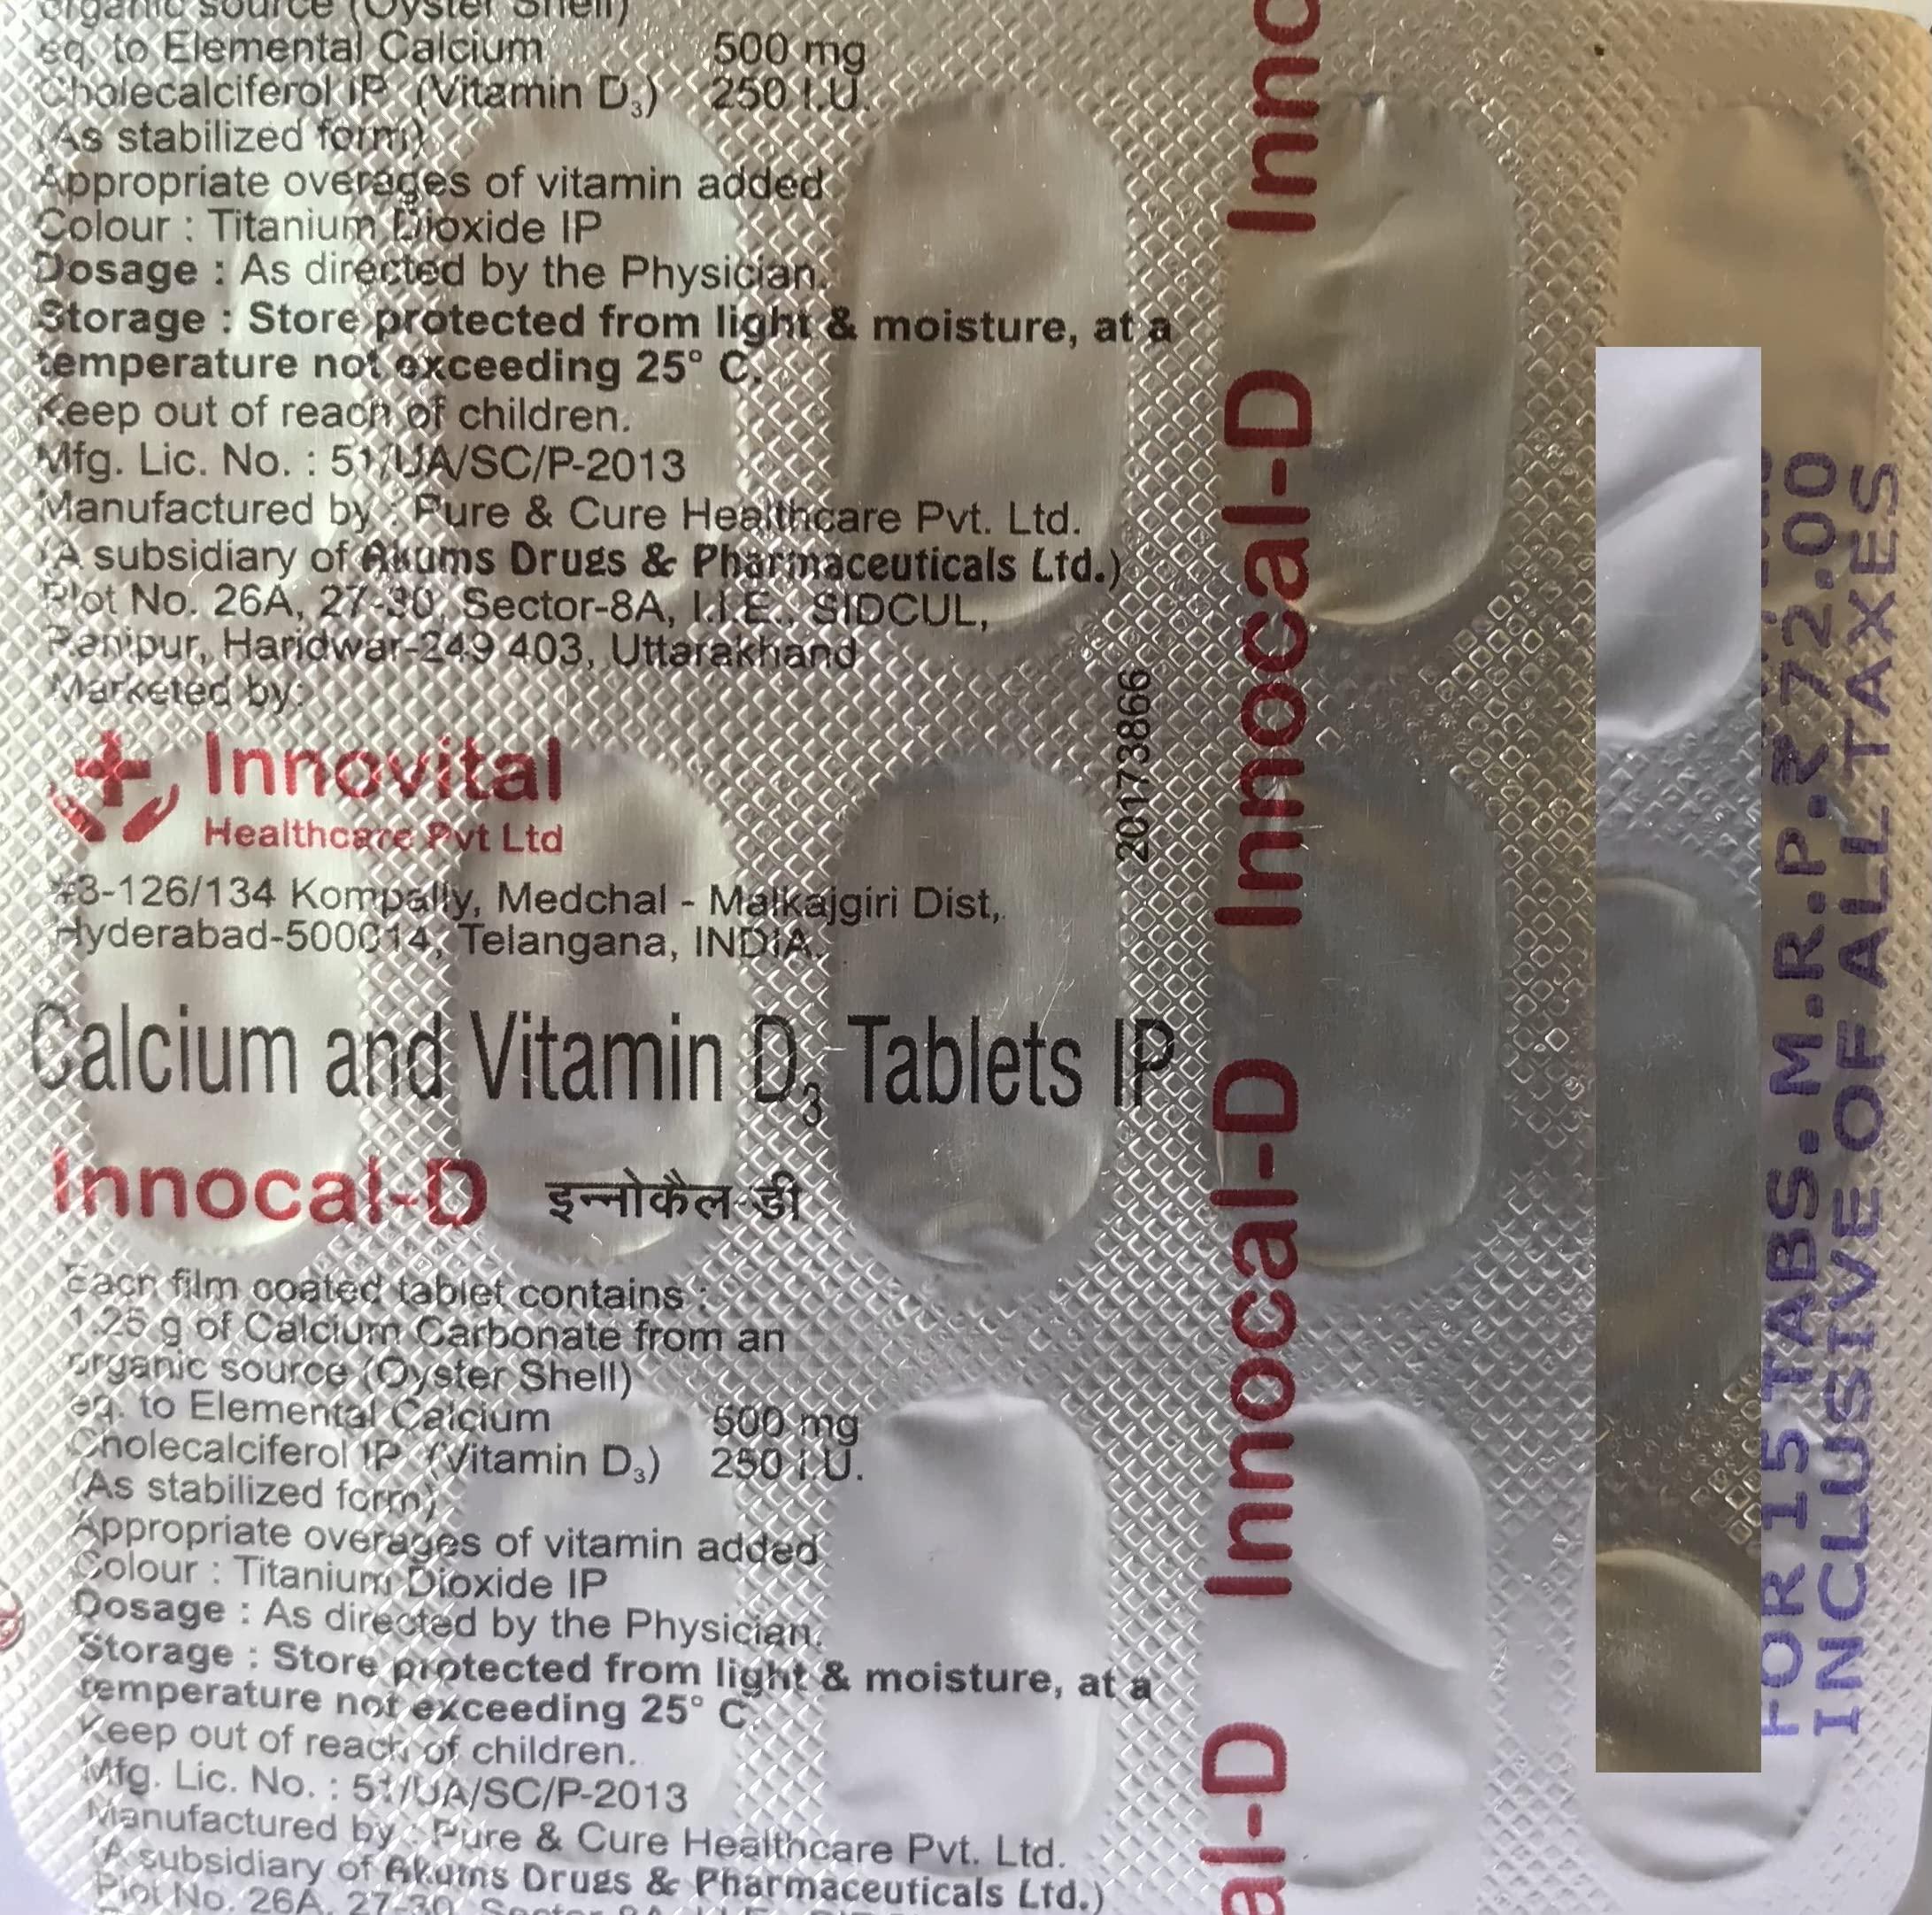 organic source (Oyster Shell)
eq. to Elemental Calcium 500 mg
Cholecalciferol IP (Vitamin D3) 250 I.U.
(As stabilized form)
Appropriate overages of vitamin added
Colour : Titanium Dioxide IP
Dosage : As directed by the Physician.
Storage : Store protected from light & moisture, at a
temperature not exceeding 25° C.
Keep out of reach of children.
Mfg. Lic. No. : 51/UA/SC/P-2013
Manufactured by : Pure & Cure Healthcare Pvt. Ltd.
(A subsidiary of Akums Drugs & Pharmaceuticals Ltd.)
Plot No. 26A, 27-30, Sector-8A, I.I.E., SIDCUL,
Ranipur, Haridwar-249 403, Uttarakhand
Marketed by:
Innovital
Healthcare Pvt Ltd
#3-126/134 Kompally, Medchal - Malkajgiri Dist,
Hyderabad-500014, Telangana, INDIA.
Calcium and Vitamin D3 Tablets IP
Innocal-D इन्नोकैल-डी
Each film coated tablet contains :
1.25 g of Calcium Carbonate from an
organic source (Oyster Shell)
eq. to Elemental Calcium 500 mg
Cholecalciferol IP (Vitamin D3) 250 I.U.
(As stabilized form)
Appropriate overages of vitamin added
Colour : Titanium Dioxide IP
Dosage : As directed by the Physician.
Storage : Store protected from light & moisture, at a
temperature not exceeding 25° C.
Keep out of reach of children.
Mfg. Lic. No. : 51/UA/SC/P-2013
Manufactured by : Pure & Cure Healthcare Pvt. Ltd.
(A subsidiary of Akums Drugs & Pharmaceuticals Ltd.)
Plot No. 26A, 27-30,
20173866
al-D Innocal-D Innocal-D Inno
FOR 15 TABS. M.R.P.₹72.00
INCLUSIVE OF ALL TAXES